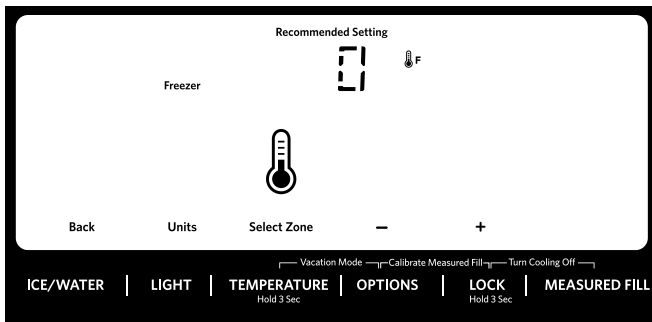 Recommended Setting
0 F
Freezer
Back Units Select Zone – +
Vacation Mode Calibrate Measured Fill Turn Cooling Off
ICE/WATER LIGHT TEMPERATURE OPTIONS LOCK MEASURED FILL
Hold 3 Sec Hold 3 Sec